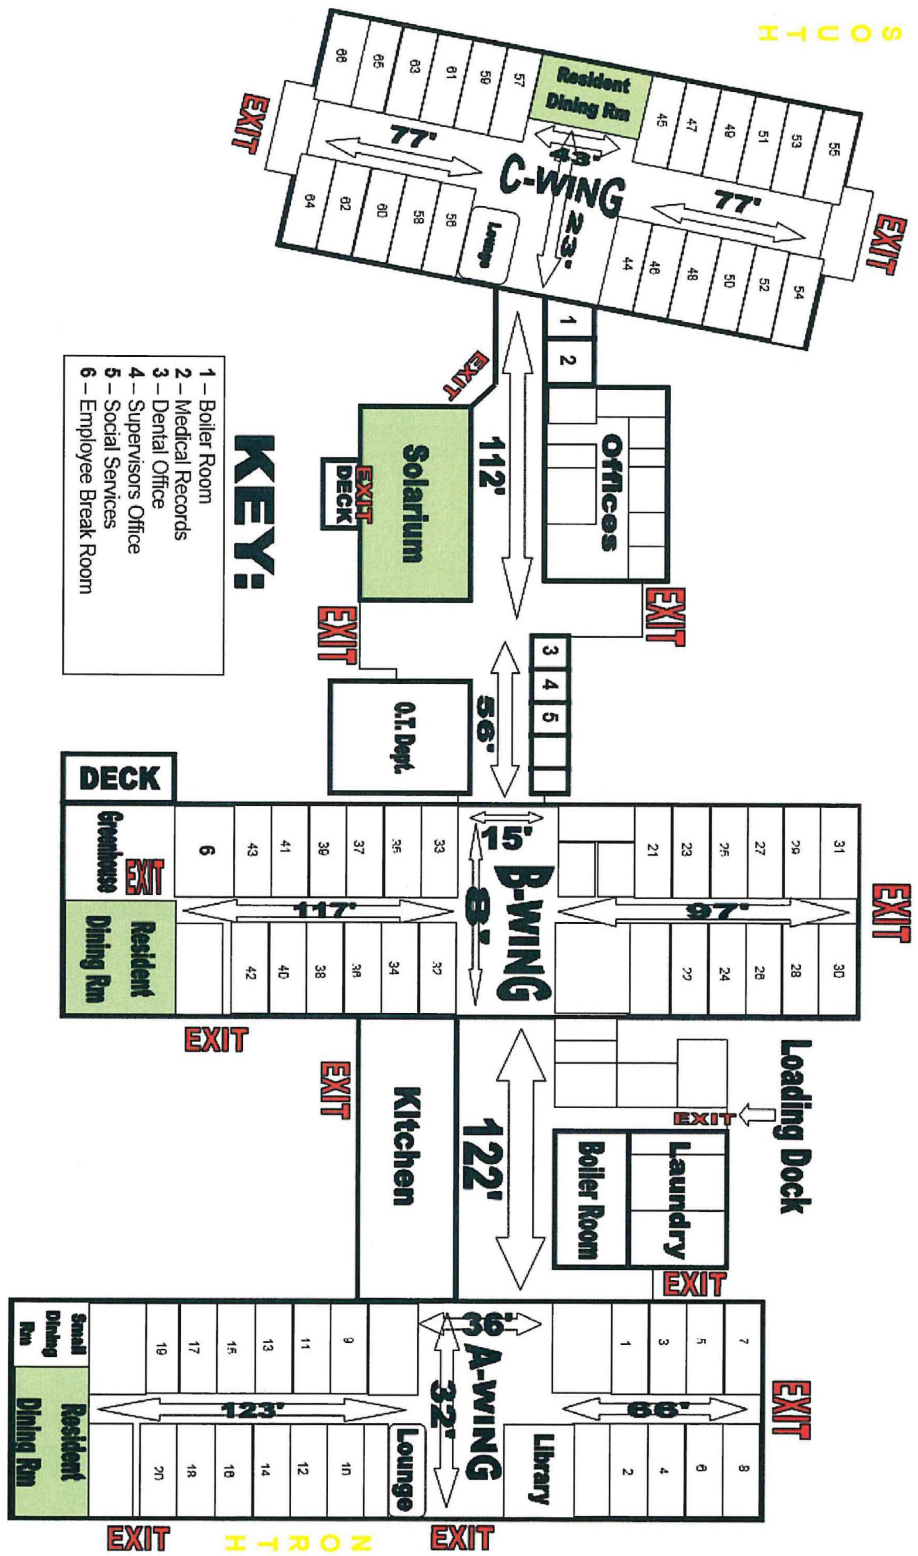 SOUTH
EXIT
66
65
63
61
59
57
Resident
Dining Rm
45
47
49
51
53
55
77'
43'
C-WING
23'
77'
EXIT
64
62
60
58
56
Lounge
44
46
48
50
52
54
1
2
EXIT
112'
Offices
Solarium
EXIT
DECK
EXIT
EXIT
KEY:
1 – Boiler Room
2 – Medical Records
3 – Dental Office
4 – Supervisors Office
5 – Social Services
6 – Employee Break Room
3
4
5
56'
O.T. Dept.
DECK
Greenhouse
EXIT
6
43
41
39
37
35
33
15'
21
23
25
27
29
31
Resident
Dining Rm
117'
8'
B-WING
97'
EXIT
42
40
38
36
34
32
22
24
26
28
30
EXIT
EXIT
Kitchen
122'
Loading Dock
EXIT
Boiler Room
Laundry
EXIT
Small
Dining
Rm
19
17
15
13
11
9
36'
1
3
5
7
Resident
Dining Rm
123'
32'
A-WING
66'
EXIT
20
18
16
14
12
10
Lounge
Library
2
4
6
8
EXIT
EXIT
NORTH